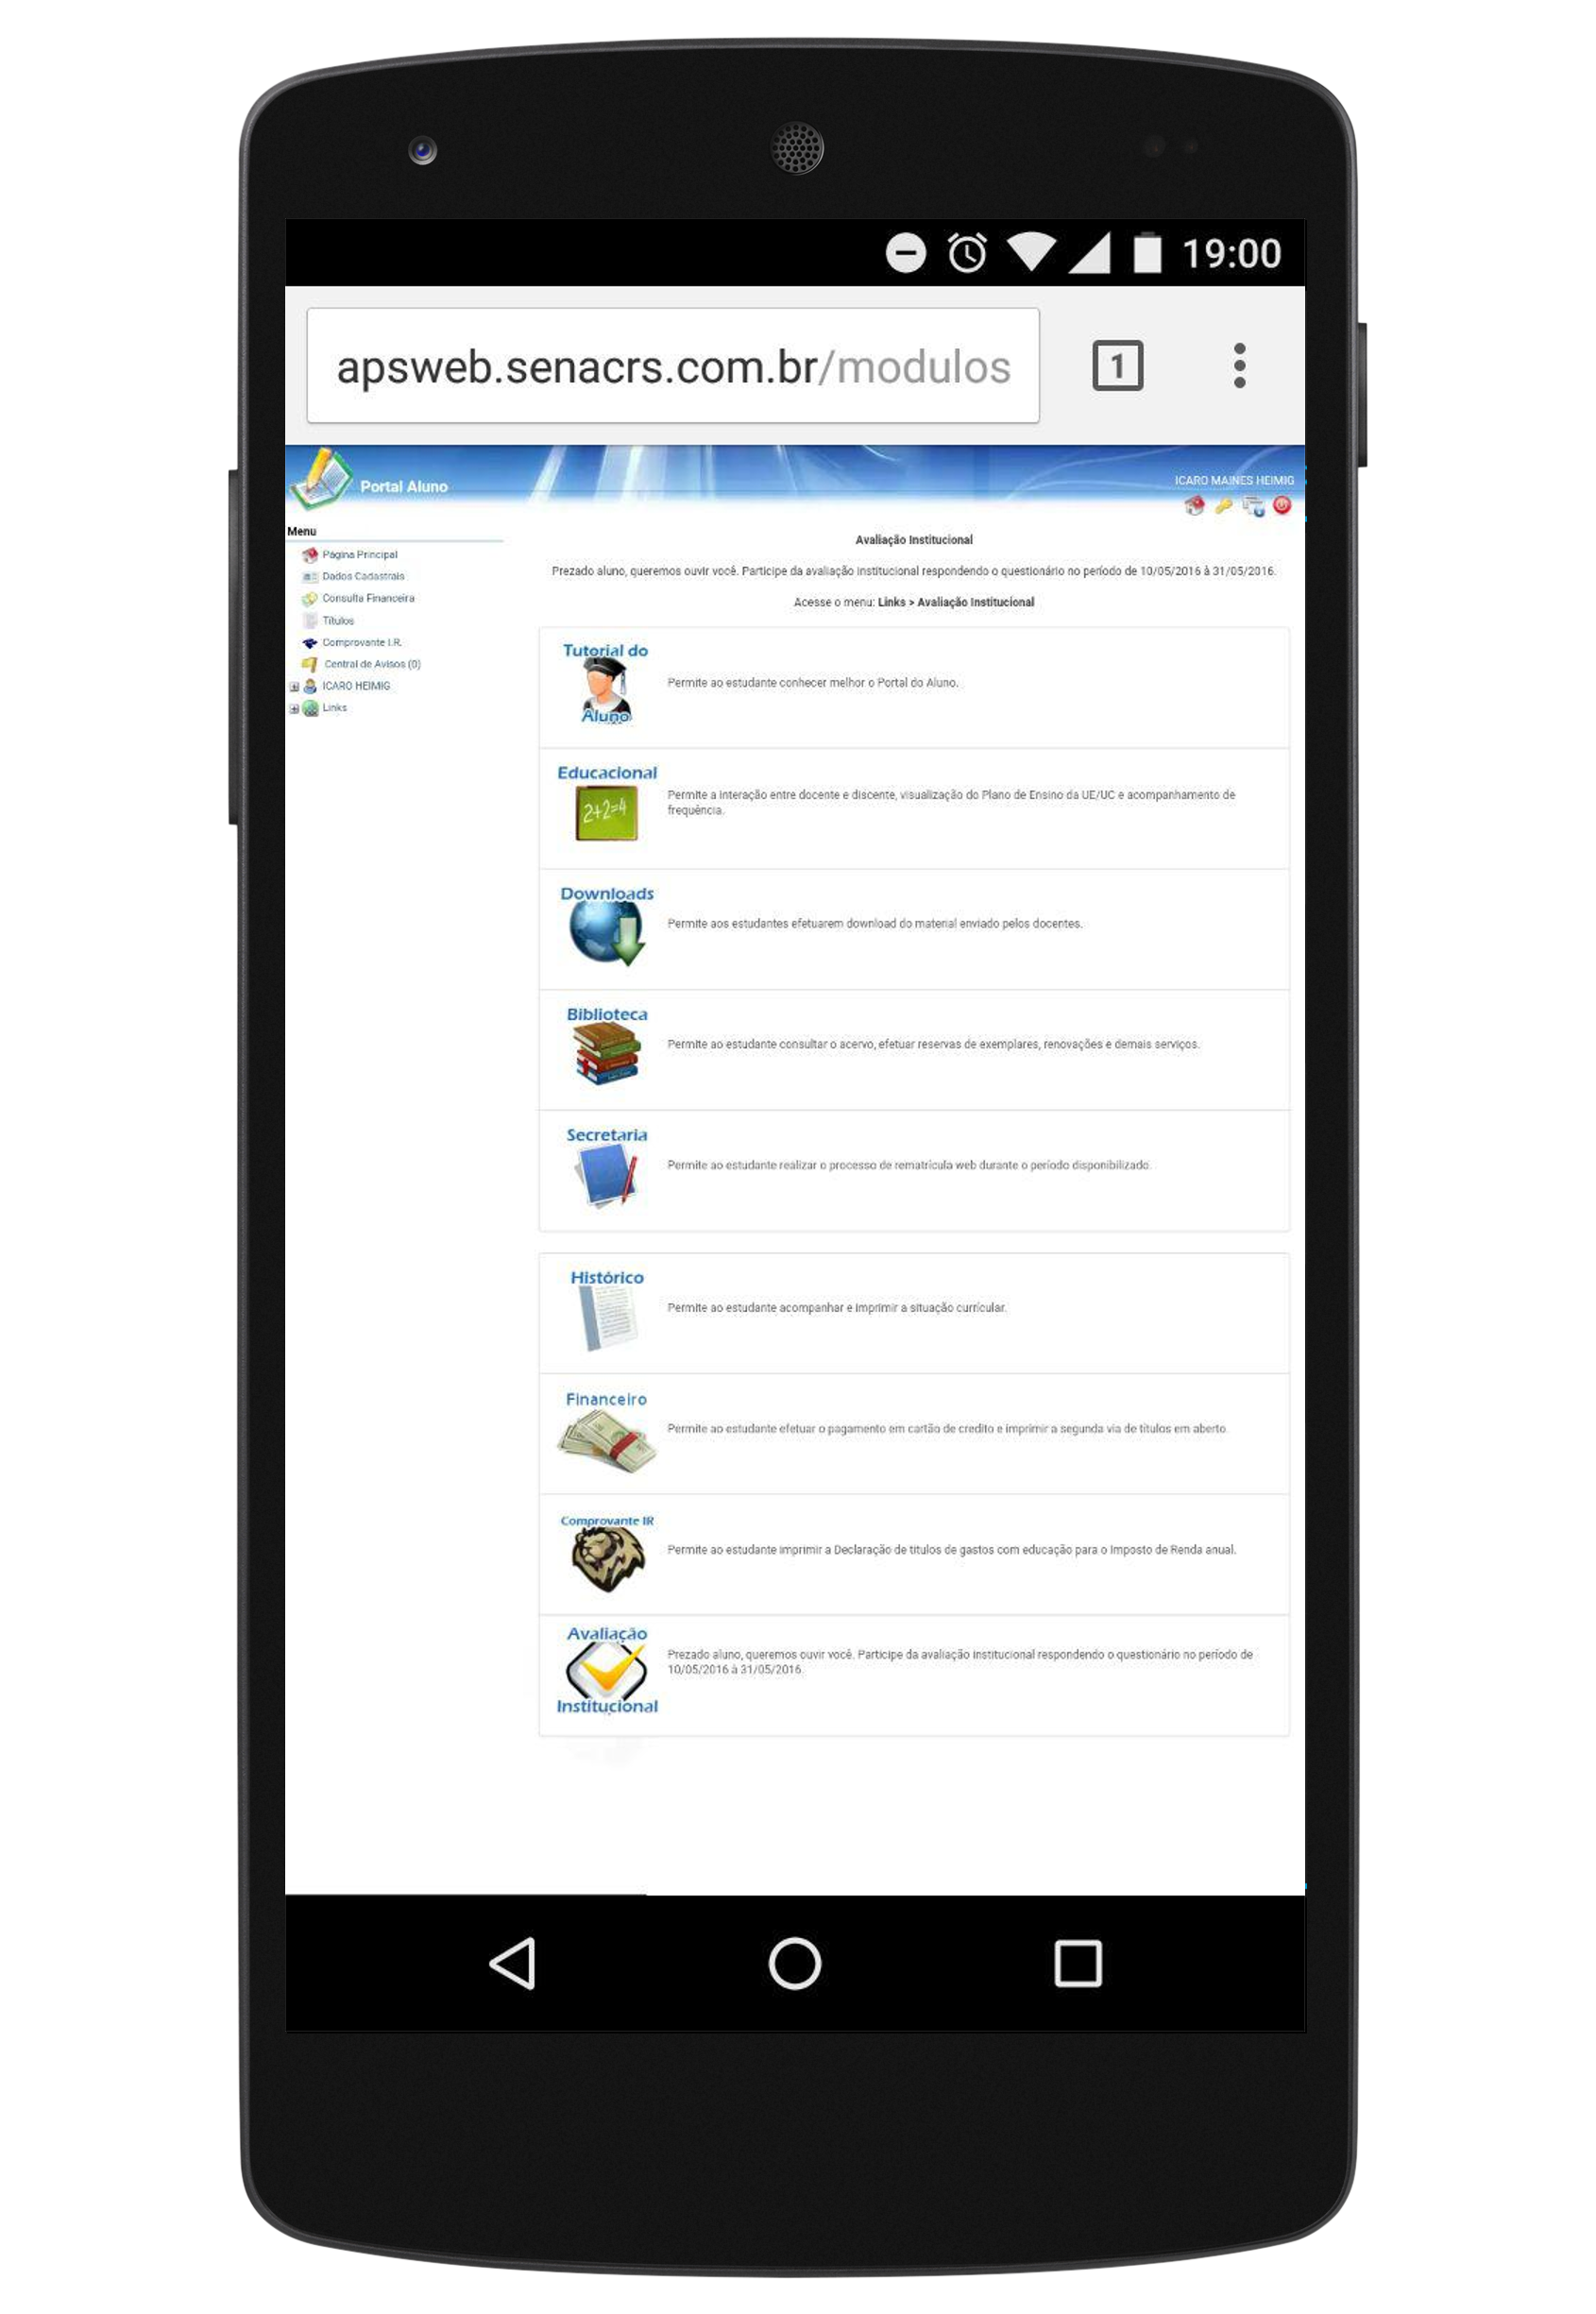 19:00
apsweb.senacrs.com.br/modulos
1
Portal Aluno
ICARO MAINES HEIMIG
Menu
Página Principal
Dados Cadastrais
Consulta Financeira
Títulos
Comprovante I.R.
Central de Avisos (0)
ICARO HEIMIG
Links
Avaliação Institucional
Prezado aluno, queremos ouvir você. Participe da avaliação institucional respondendo o questionário no período de 10/05/2016 à 31/05/2016.
Acesse o menu: Links > Avaliação Institucional
Tutorial do
Aluno
Permite ao estudante conhecer melhor o Portal do Aluno.
Educacional
2+2=4
Permite a interação entre docente e discente, visualização do Plano de Ensino da UE/UC e acompanhamento de
frequência.
Downloads
Permite aos estudantes efetuarem download do material enviado pelos docentes.
Biblioteca
Permite ao estudante consultar o acervo, efetuar reservas de exemplares, renovações e demais serviços.
Secretaria
Permite ao estudante realizar o processo de rematrícula web durante o período disponibilizado.
Histórico
Permite ao estudante acompanhar e imprimir a situação curricular.
Financeiro
Permite ao estudante efetuar o pagamento em cartão de credito e imprimir a segunda via de títulos em aberto.
Comprovante IR
Permite ao estudante imprimir a Declaração de títulos de gastos com educação para o Imposto de Renda anual.
Avaliação
Institucional
Prezado aluno, queremos ouvir você. Participe da avaliação institucional respondendo o questionário no período de
10/05/2016 à 31/05/2016.